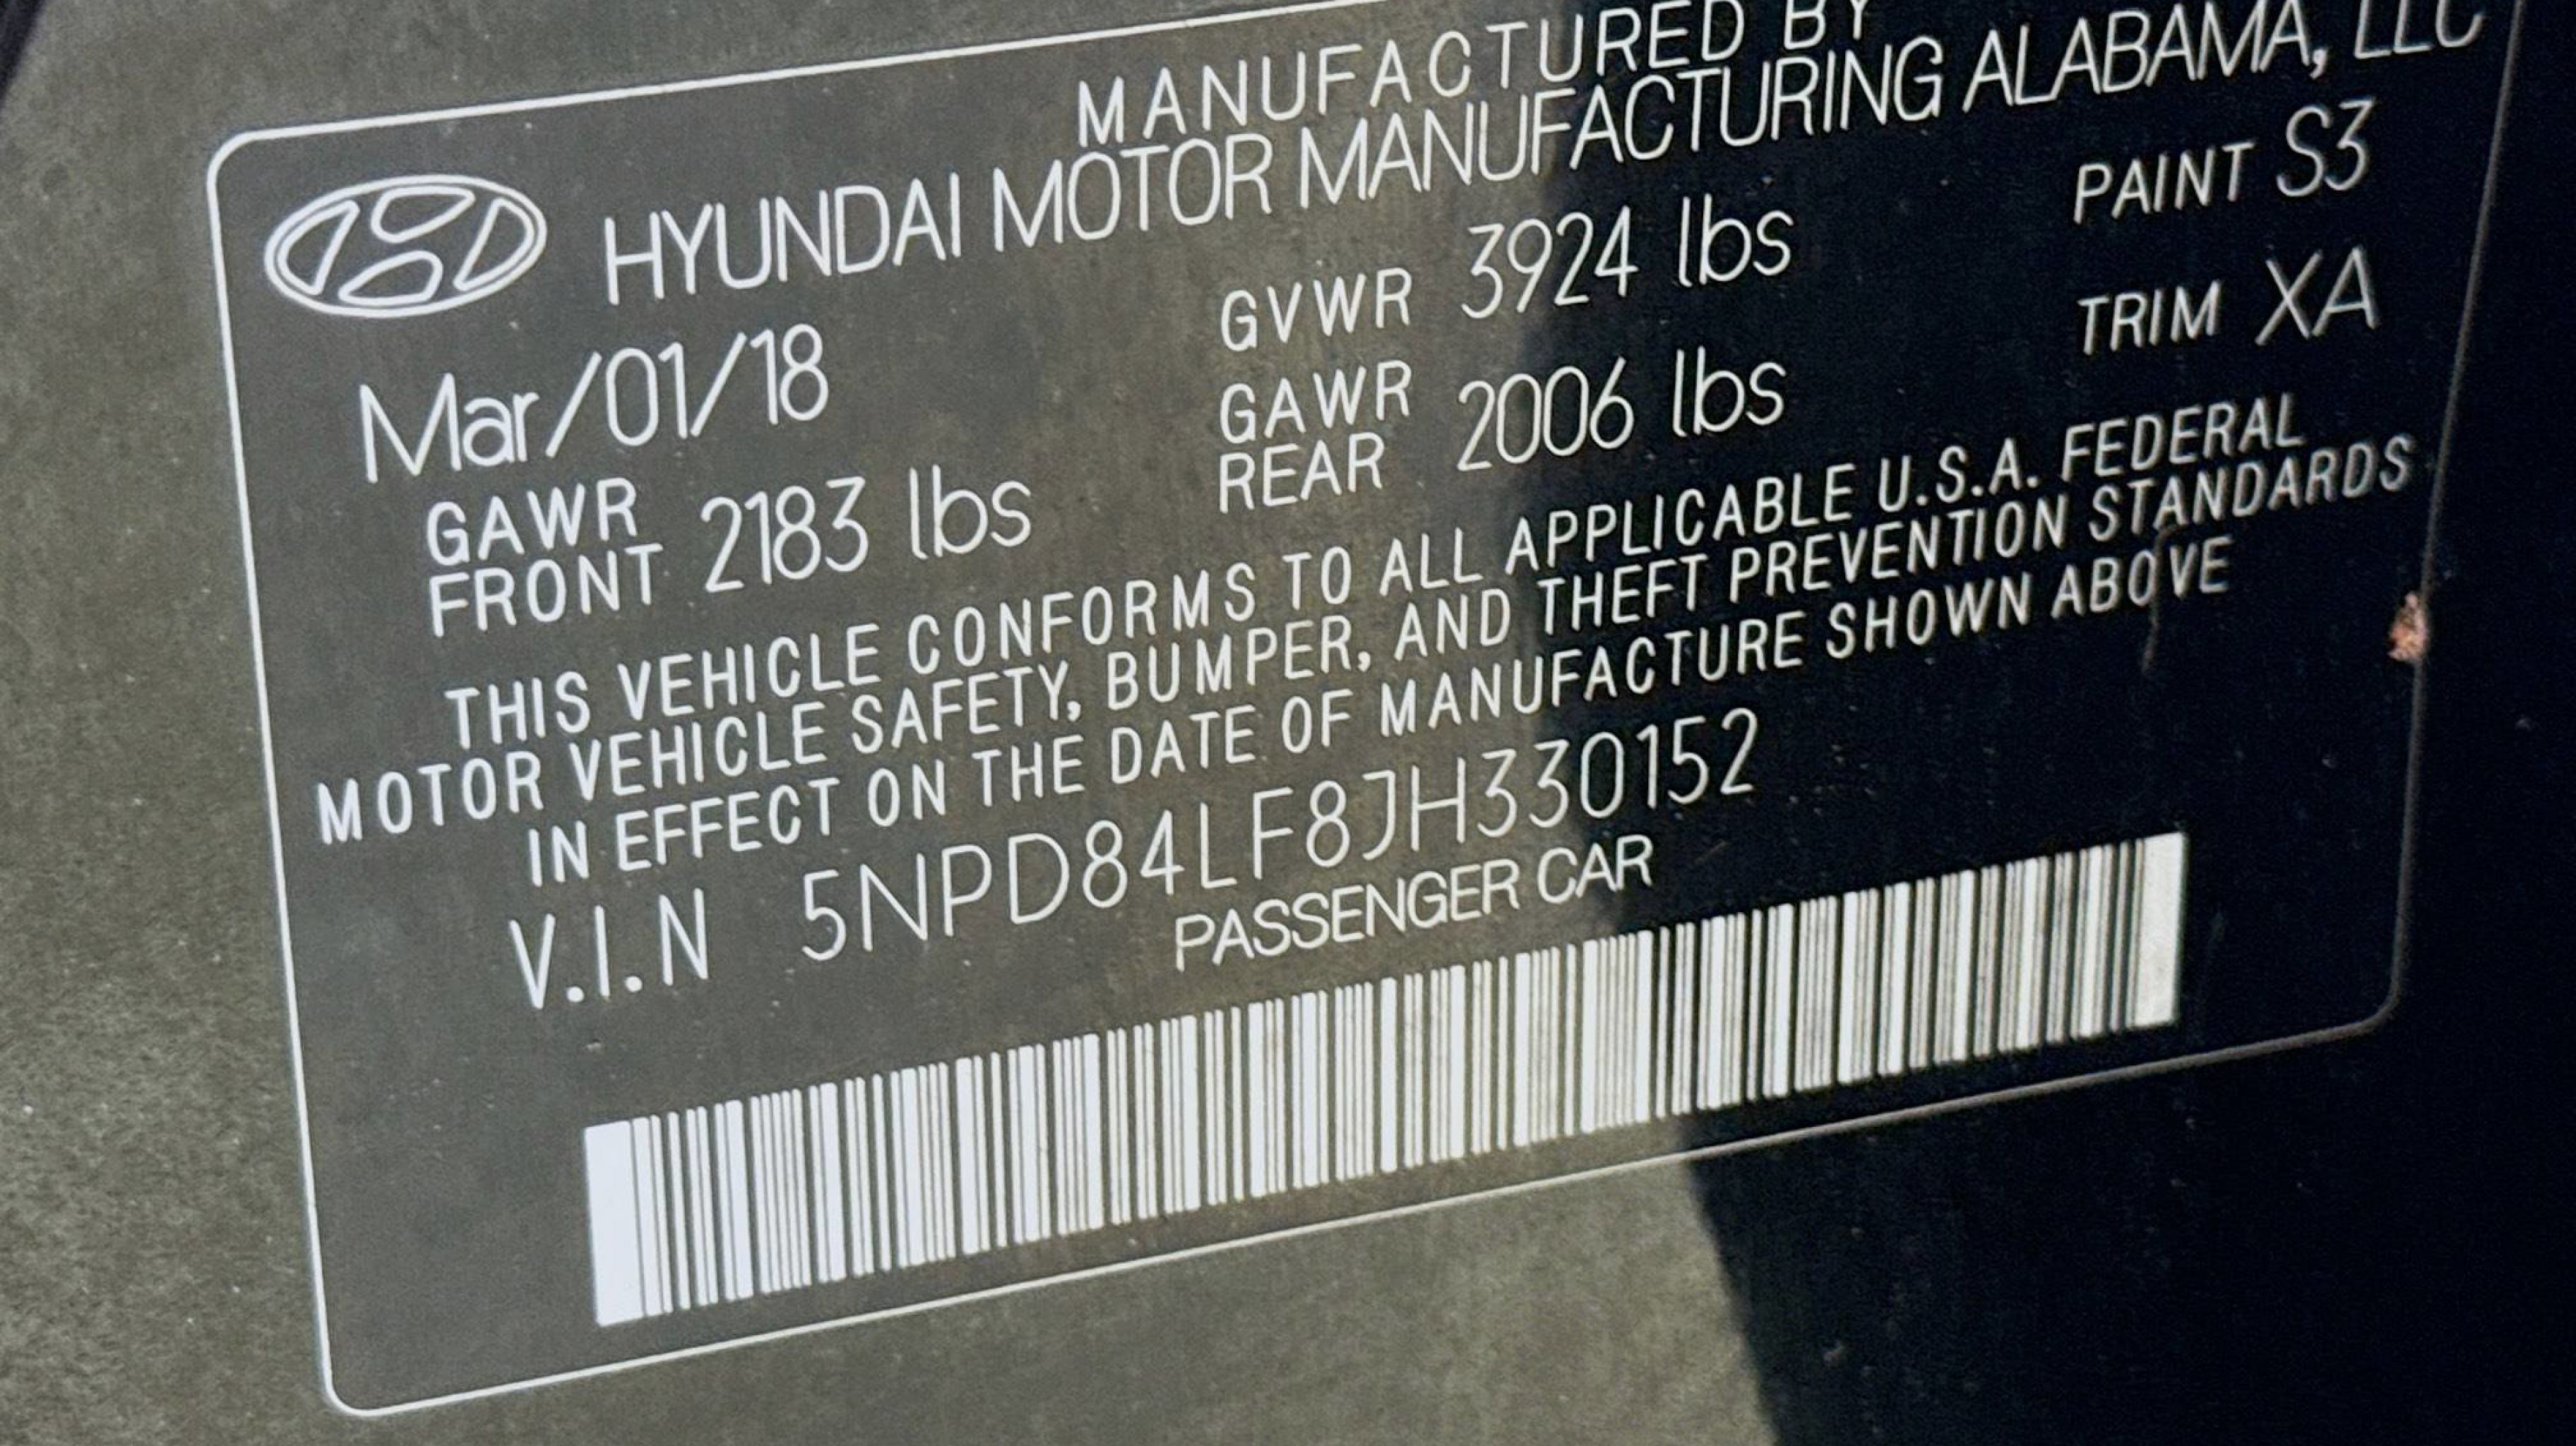 MANUFACTURED BY
HYUNDAI MOTOR MANUFACTURING ALABAMA, LLC
Mar/01/18 GVWR 3924 lbs PAINT S3
GAWR FRONT 2183 lbs GAWR REAR 2006 lbs TRIM XA
THIS VEHICLE CONFORMS TO ALL APPLICABLE U.S.A. FEDERAL
MOTOR VEHICLE SAFETY, BUMPER, AND THEFT PREVENTION STANDARDS
IN EFFECT ON THE DATE OF MANUFACTURE SHOWN ABOVE
V.I.N 5NPD84LF8JH330152
PASSENGER CAR